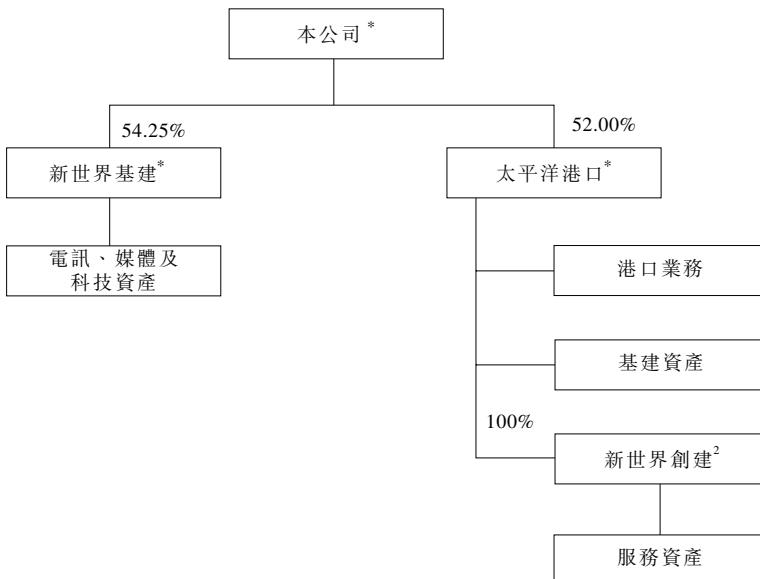 本公司*
54.25%
52.00%
新世界基建*
太平洋港口*
電訊、媒體及
科技資產
港口業務
基建資產
100%
新世界創建²
服務資產